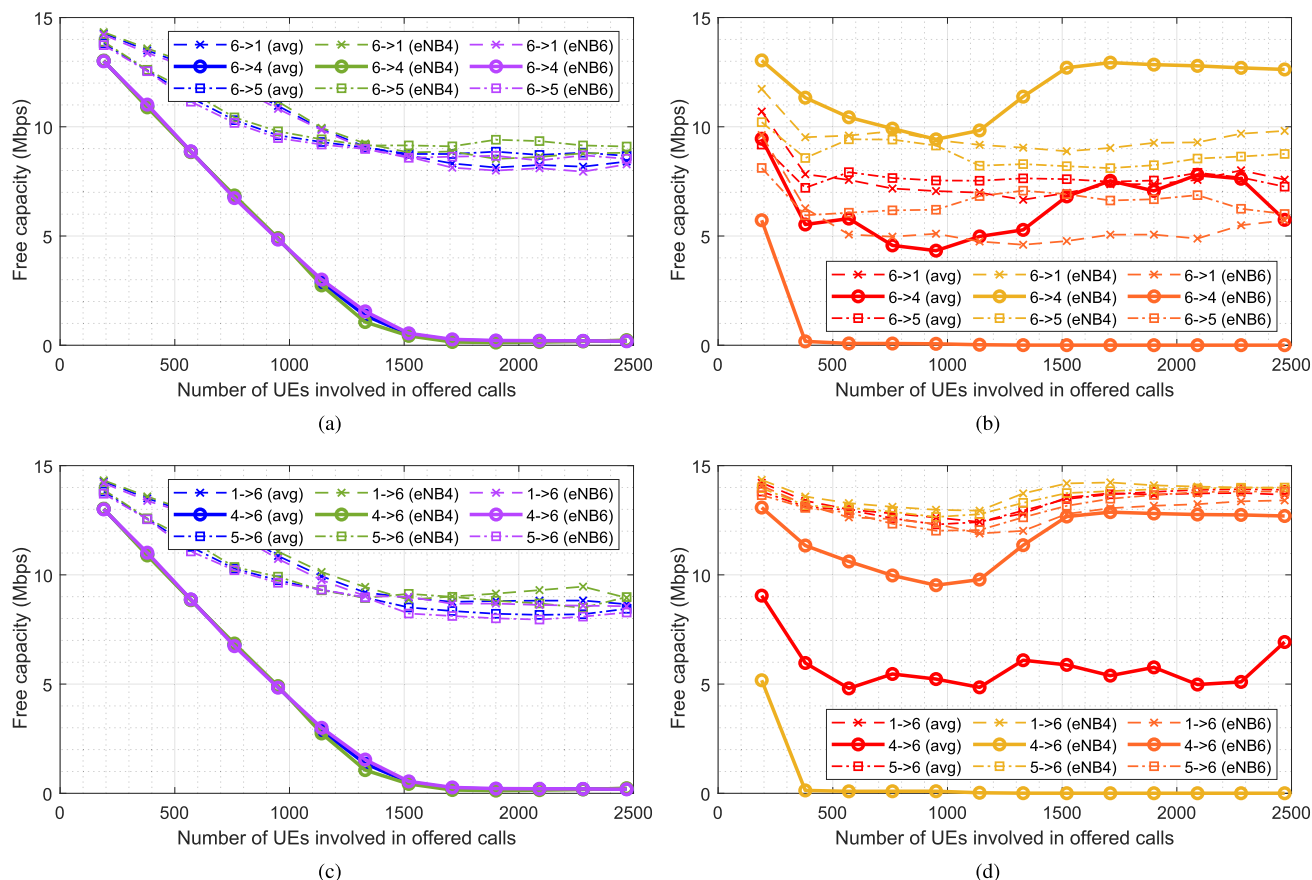 15
10
5
0
Free capacity (Mbps)
6->1 (avg) 6->1 (eNB4) 6->1 (eNB6)
6->4 (avg) 6->4 (eNB4) 6->4 (eNB6)
6->5 (avg) 6->5 (eNB4) 6->5 (eNB6)
0 500 1000 1500 2000 2500
Number of UEs involved in offered calls
(a)
15
10
5
0
Free capacity (Mbps)
6->1 (avg) 6->1 (eNB4) 6->1 (eNB6)
6->4 (avg) 6->4 (eNB4) 6->4 (eNB6)
6->5 (avg) 6->5 (eNB4) 6->5 (eNB6)
0 500 1000 1500 2000 2500
Number of UEs involved in offered calls
(b)
15
10
5
0
Free capacity (Mbps)
1->6 (avg) 1->6 (eNB4) 1->6 (eNB6)
4->6 (avg) 4->6 (eNB4) 4->6 (eNB6)
5->6 (avg) 5->6 (eNB4) 5->6 (eNB6)
0 500 1000 1500 2000 2500
Number of UEs involved in offered calls
(c)
15
10
5
0
Free capacity (Mbps)
1->6 (avg) 1->6 (eNB4) 1->6 (eNB6)
4->6 (avg) 4->6 (eNB4) 4->6 (eNB6)
5->6 (avg) 5->6 (eNB4) 5->6 (eNB6)
0 500 1000 1500 2000 2500
Number of UEs involved in offered calls
(d)